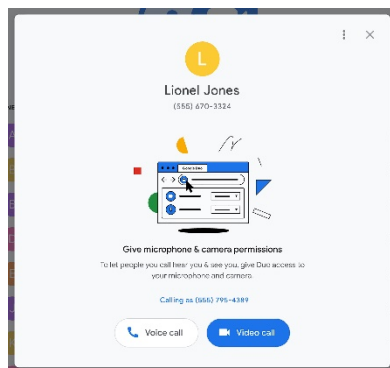 L
Lionel Jones
(555) 670-3324
Give microphone & camera permissions
To let people you call hear you & see you, give Duo access to
your microphone and camera
Calling as (555) 795-4389
Voice call
Video call